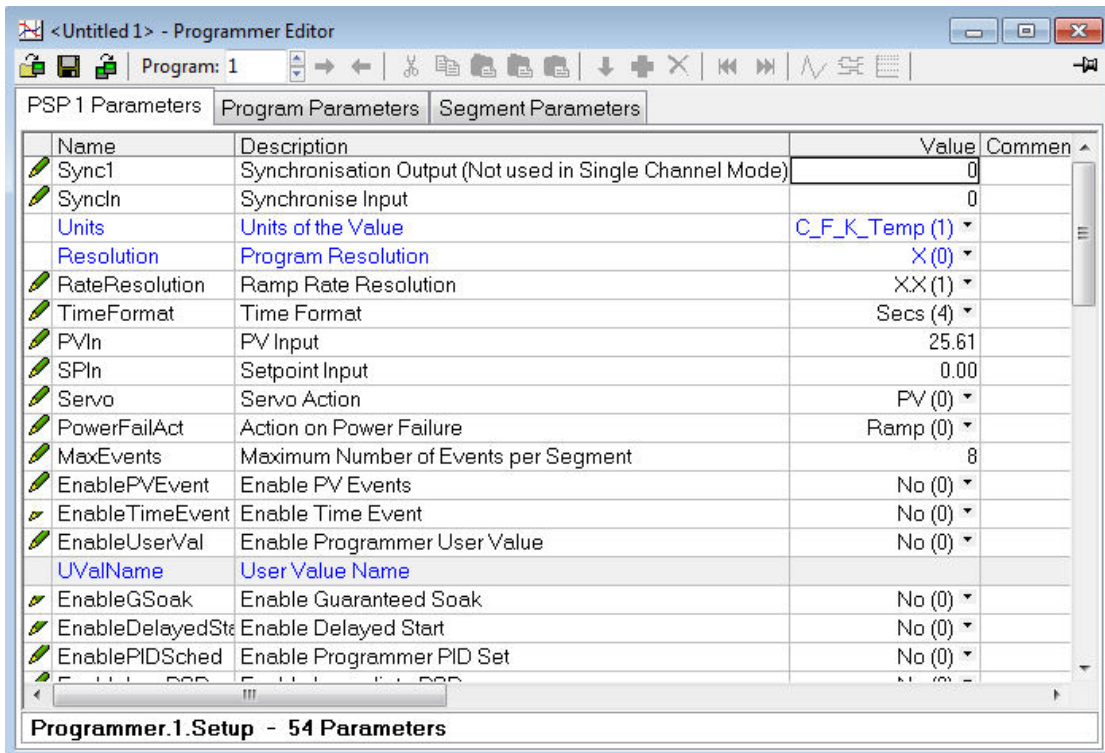 <Untitled 1> - Programmer Editor
Program: 1
PSP 1 Parameters Program Parameters Segment Parameters
Name Description Value Commen
Sync1 Synchronisation Output (Not used in Single Channel Mode) 0
SyncIn Synchronise Input 0
Units Units of the Value C_F_K_Temp (1)
Resolution Program Resolution X (0)
RateResolution Ramp Rate Resolution X.X (1)
TimeFormat Time Format Secs (4)
PVIn PV Input 25.61
SPIn Setpoint Input 0.00
Servo Servo Action PV (0)
PowerFailAct Action on Power Failure Ramp (0)
MaxEvents Maximum Number of Events per Segment 8
EnablePVEvent Enable PV Events No (0)
EnableTimeEvent Enable Time Event No (0)
EnableUserVal Enable Programmer User Value No (0)
UValName User Value Name
EnableGSoak Enable Guaranteed Soak No (0)
EnableDelayedSta Enable Delayed Start No (0)
EnablePIDSched Enable Programmer PID Set No (0)
Programmer.1.Setup - 54 Parameters